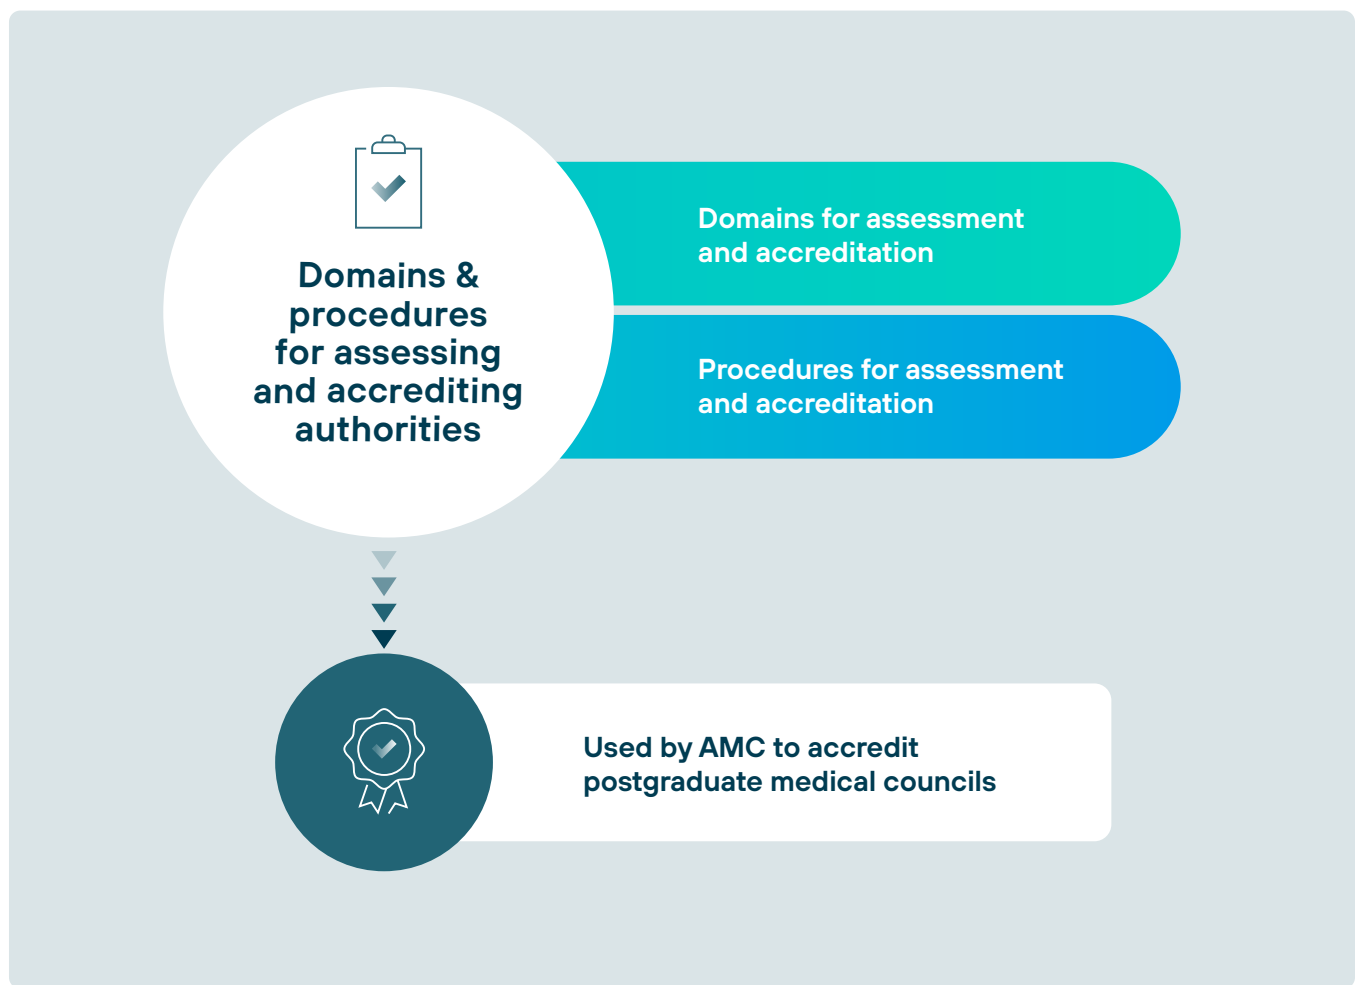 Domains &
procedures
for assessing
and accrediting
authorities
Domains for assessment
and accreditation
Procedures for assessment
and accreditation
Used by AMC to accredit
postgraduate medical councils